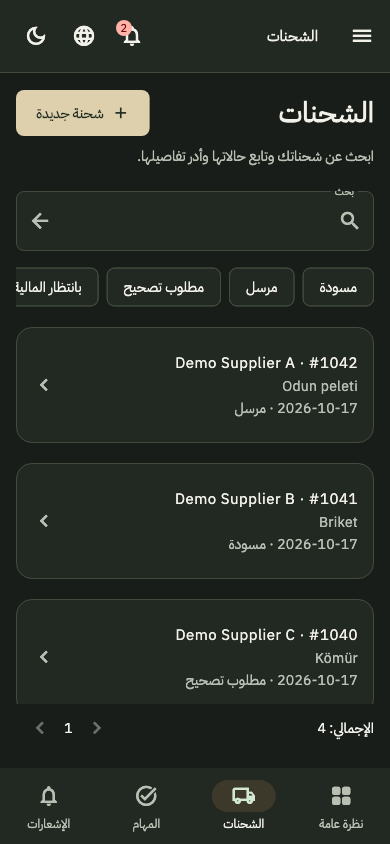 الشحنات
2
الشحنات
+ شحنة جديدة
ابحث عن شحناتك وتابع حالاتها وأدر تفاصيلها.
بحث
مسودة
مرسل
مطلوب تصحيح
بانتظار المالية
Demo Supplier A · #1042
Odun peleti
2026-10-17 · مرسل
Demo Supplier B · #1041
Briket
2026-10-17 · مسودة
Demo Supplier C · #1040
Kömür
2026-10-17 · مطلوب تصحيح
الإجمالي: 4
1
نظرة عامة
الشحنات
المهام
الإشعارات